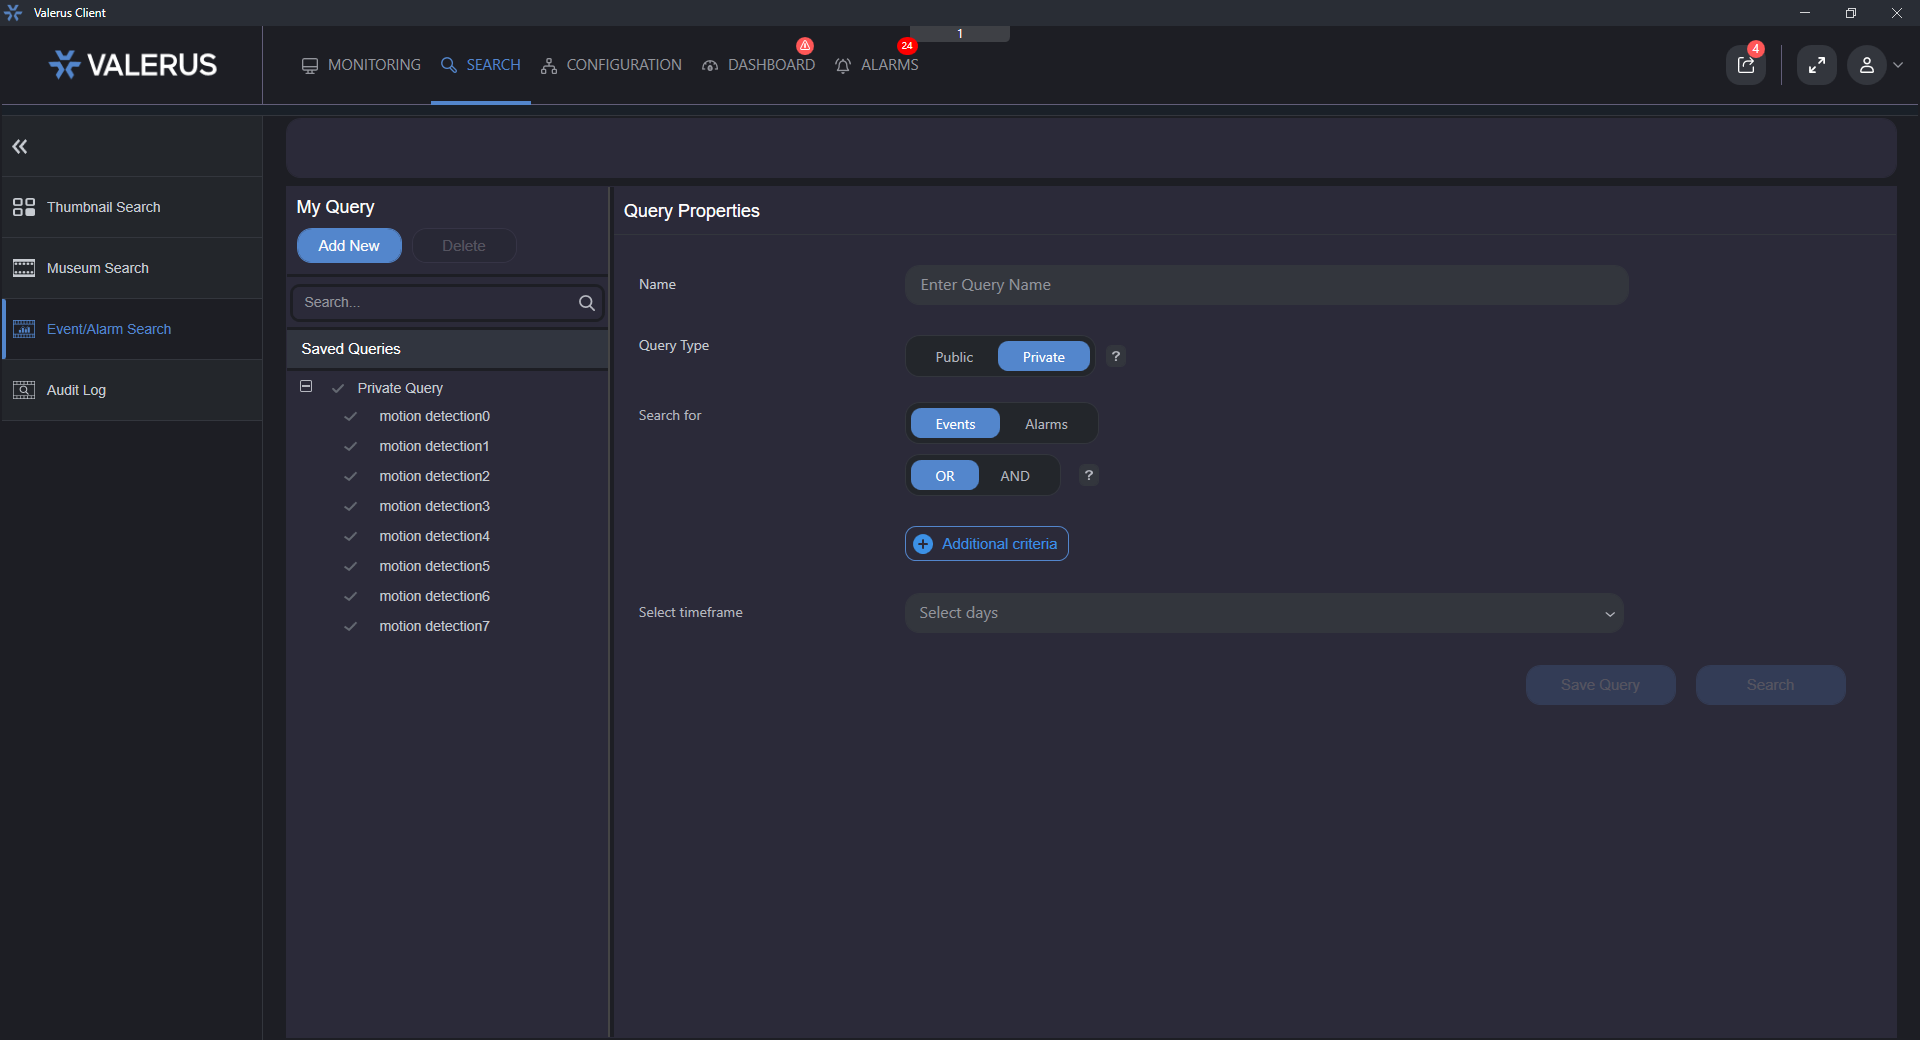 Valerus Client
1
VALERUS
MONITORING
SEARCH
CONFIGURATION
DASHBOARD
24
ALARMS
4
Thumbnail Search
Museum Search
Event/Alarm Search
Audit Log
My Query
Add New
Delete
Search...
Saved Queries
Private Query
motion detection0
motion detection1
motion detection2
motion detection3
motion detection4
motion detection5
motion detection6
motion detection7
Query Properties
Name
Enter Query Name
Query Type
Public
Private
?
Search for
Events
Alarms
OR
AND
?
Additional criteria
Select timeframe
Select days
Save Query
Search